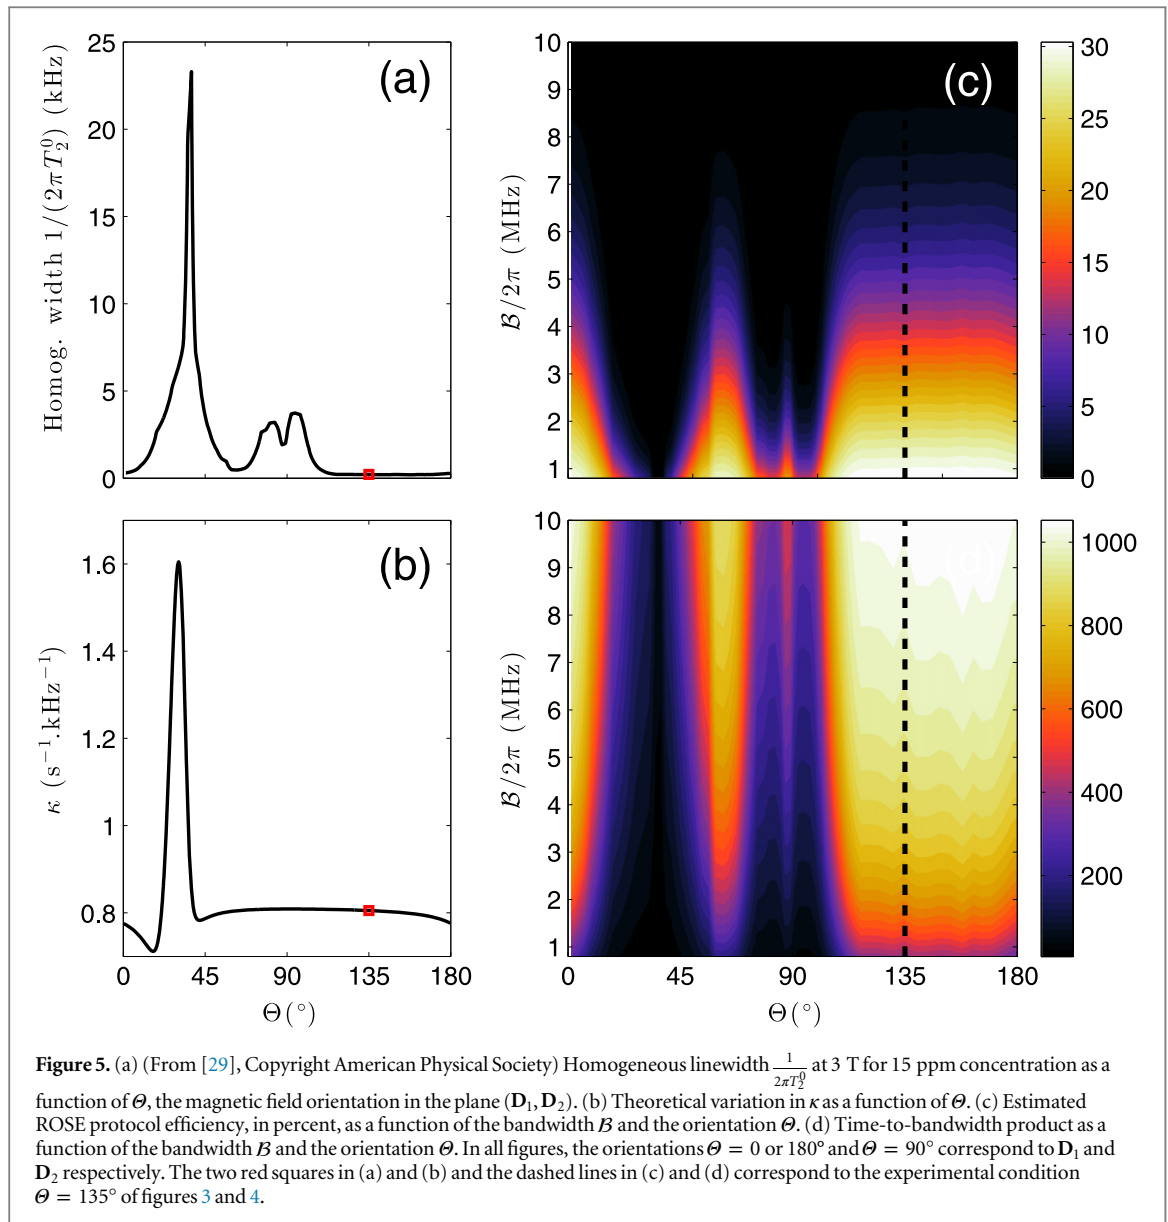 Homog. width 1/(2πT₂⁰) (kHz)
25
20
15
10
5
0
(a)
κ (s⁻¹.kHz⁻¹)
1.6
1.4
1.2
1
0.8
(b)
0 45 90 135 180
Θ(°)
B/2π (MHz)
10
9
8
7
6
5
4
3
2
1
(c)
30
25
20
15
10
5
0
B/2π (MHz)
10
9
8
7
6
5
4
3
2
1
(d)
0 45 90 135 180
Θ(°)
1000
800
600
400
200
Figure 5. (a) (From [29], Copyright American Physical Society) Homogeneous linewidth 1/(2πT₂⁰) at 3 T for 15 ppm concentration as a
function of Θ, the magnetic field orientation in the plane (D₁, D₂). (b) Theoretical variation in κ as a function of Θ. (c) Estimated
ROSE protocol efficiency, in percent, as a function of the bandwidth B and the orientation Θ. (d) Time-to-bandwidth product as a
function of the bandwidth B and the orientation Θ. In all figures, the orientations Θ = 0 or 180° and Θ = 90° correspond to D₁ and
D₂ respectively. The two red squares in (a) and (b) and the dashed lines in (c) and (d) correspond to the experimental condition
Θ = 135° of figures 3 and 4.